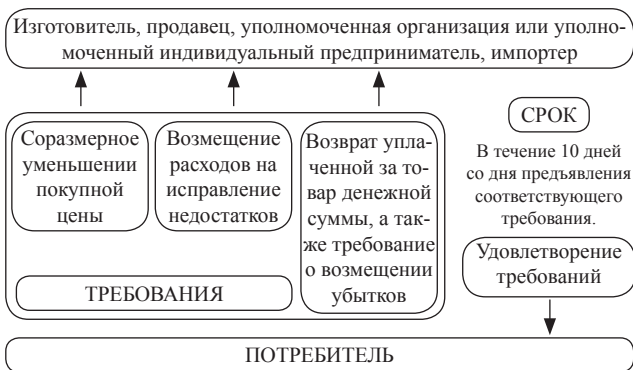 Изготовитель, продавец, уполномоченная организация или уполно-
моченный индивидуальный предприниматель, импортер
Соразмерное
уменьшении
покупной
цены
Возмещение
расходов на
исправление
недостатков
Возврат упла-
ченной за то-
вар денежной
суммы, а так-
же требование
о возмещении
убытков
ТРЕБОВАНИЯ
СРОК
В течение 10 дней
со дня предъявления
соответствующего
требования.
Удовлетворение
требований
ПОТРЕБИТЕЛЬ